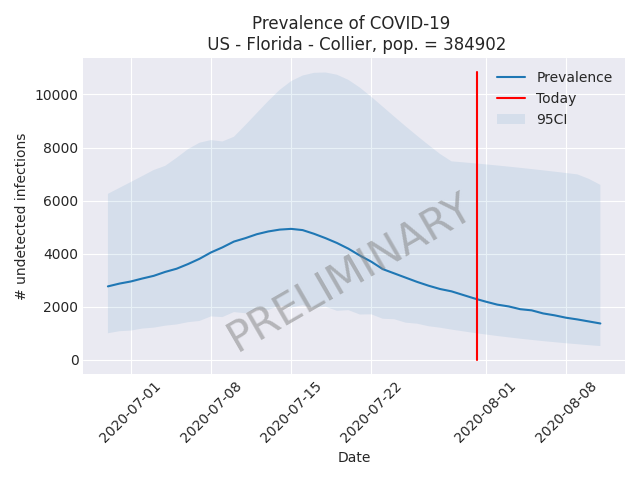 Prevalence of COVID-19
US - Florida - Collier, pop. = 384902
Prevalence
Today
95CI
# undetected infections
10000
8000
6000
4000
2000
0
PRELIMINARY
2020-07-01
2020-07-08
2020-07-15
2020-07-22
2020-08-01
2020-08-08
Date